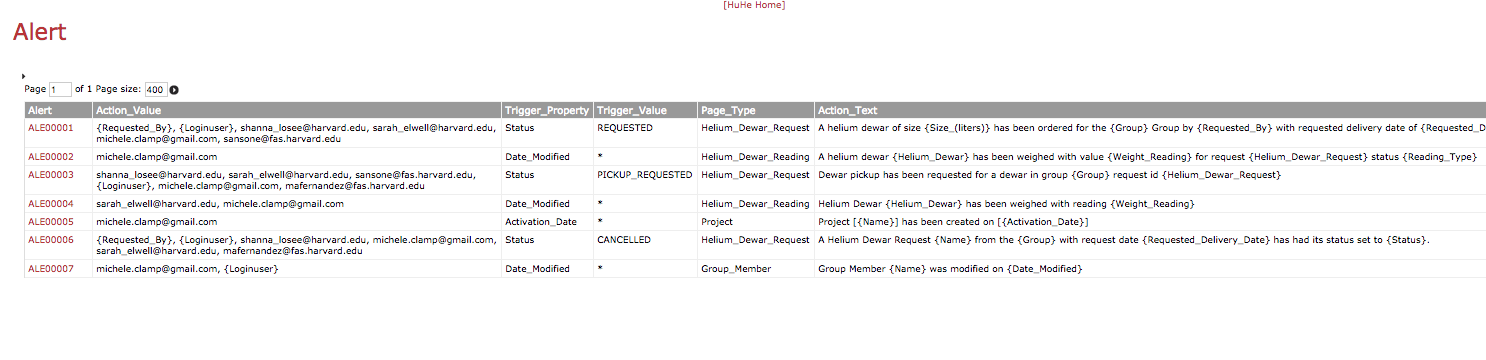 [HuHe Home]
Alert
Page 1 of 1 Page size: 400
Alert Action_Value Trigger_Property Trigger_Value Page_Type Action_Text
ALE00001 {Requested_By}, {Loginuser}, shanna_losee@harvard.edu, sarah_elwell@harvard.edu, Status REQUESTED Helium_Dewar_Request A helium dewar of size {Size_(liters)} has been ordered for the {Group} Group by {Requested_By} with requested delivery date of {Requested_D
michele.clamp@gmail.com, sansone@fas.harvard.edu
ALE00002 michele.clamp@gmail.com Date_Modified * Helium_Dewar_Reading A helium dewar {Helium_Dewar} has been weighed with value {Weight_Reading} for request {Helium_Dewar_Request} status {Reading_Type}
ALE00003 shanna_losee@harvard.edu, sarah_elwell@harvard.edu, sansone@fas.harvard.edu, Status PICKUP_REQUESTED Helium_Dewar_Request Dewar pickup has been requested for a dewar in group {Group} request id {Helium_Dewar_Request}
{Loginuser}, michele.clamp@gmail.com, mafernandez@fas.harvard.edu
ALE00004 sarah_elwell@harvard.edu, michele.clamp@gmail.com Date_Modified * Helium_Dewar_Reading Helium Dewar {Helium_Dewar} has been weighed with reading {Weight_Reading}
ALE00005 michele.clamp@gmail.com Activation_Date * Project Project [{Name}] has been created on [{Activation_Date}]
ALE00006 {Requested_By}, {Loginuser}, shanna_losee@harvard.edu, michele.clamp@gmail.com, Status CANCELLED Helium_Dewar_Request A Helium Dewar Request {Name} from the {Group} with request date {Requested_Delivery_Date} has had its status set to {Status}.
sarah_elwell@harvard.edu, mafernandez@fas.harvard.edu
ALE00007 michele.clamp@gmail.com, {Loginuser} Date_Modified * Group_Member Group Member {Name} was modified on {Date_Modified}